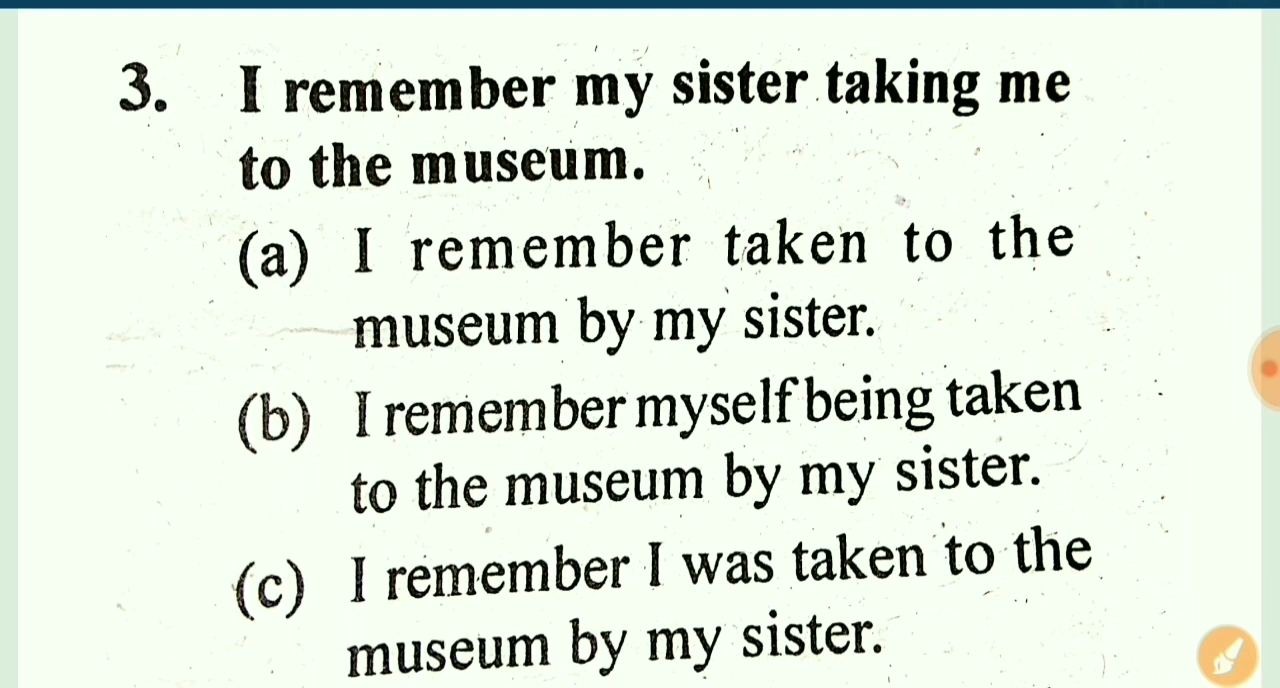 3. I remember my sister taking me
to the museum.
(a) I remember taken to the
museum by my sister.
(b) I remember myself being taken
to the museum by my sister.
(c) I remember I was taken to the
museum by my sister.